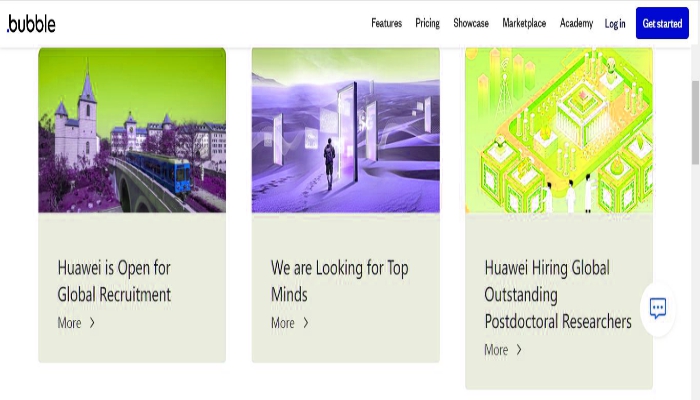 .bubble
Features Pricing Showcase Marketplace Academy Log in Get started
Huawei is Open for
Global Recruitment
More
We are Looking for Top
Minds
More
Huawei Hiring Global
Outstanding
Postdoctoral Researchers
More